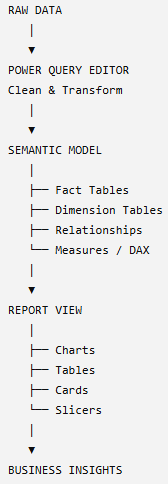 RAW DATA
│
▼
POWER QUERY EDITOR
Clean & Transform
│
▼
SEMANTIC MODEL
│
├── Fact Tables
├── Dimension Tables
├── Relationships
└── Measures / DAX
│
▼
REPORT VIEW
│
├── Charts
├── Tables
├── Cards
└── Slicers
│
▼
BUSINESS INSIGHTS